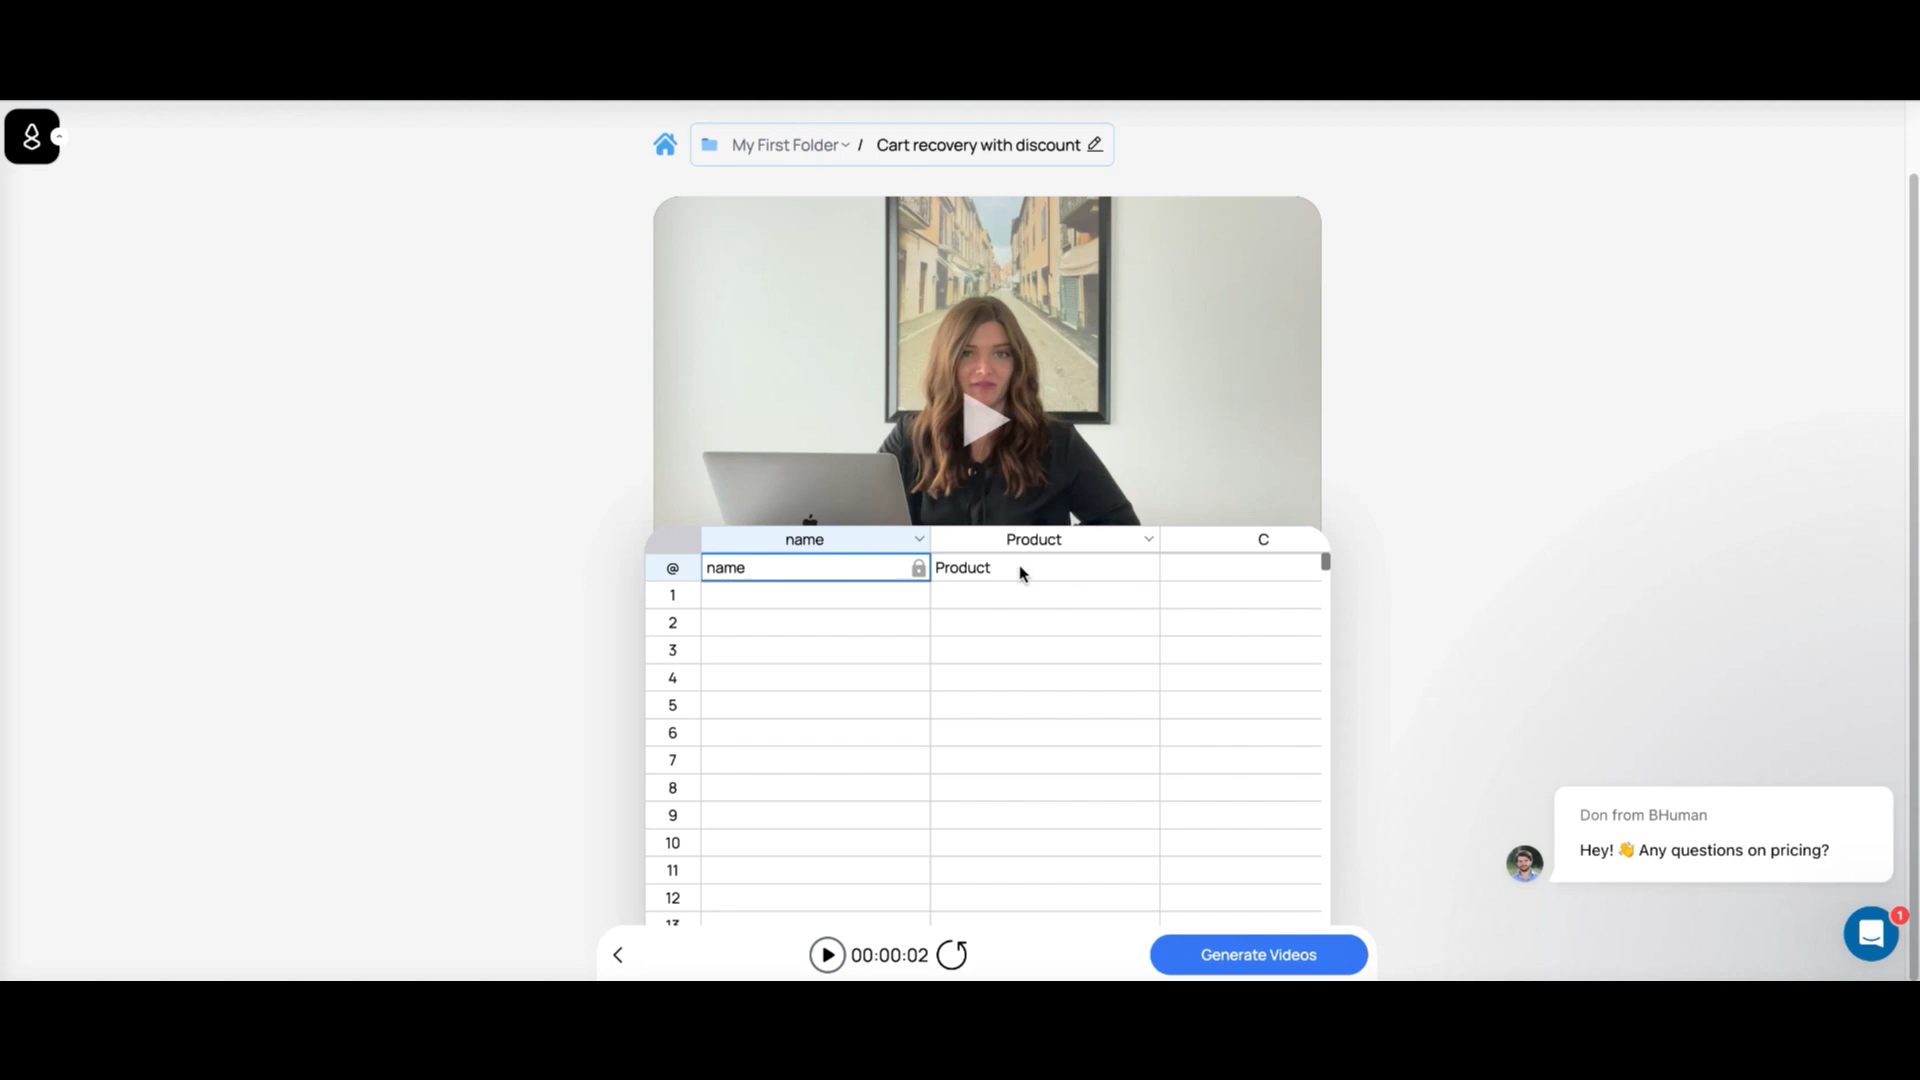 My First Folder / Cart recovery with discount
name Product C
@ name Product
1
2
3
4
5
6
7
8
9
10
11
12
13
Don from BHuman
Hey! 👋 Any questions on pricing?
1
00:00:02 Generate Videos